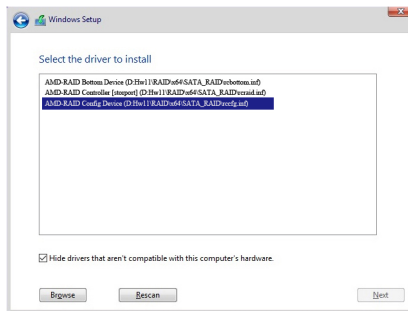 Windows Setup
Select the driver to install
AMD-RAID Bottom Device (D:Hw11\RAID\x64\SATA_RAID\rcbottom.inf)
AMD-RAID Controller [storport] (D:Hw11\RAID\x64\SATA_RAID\rcraid.inf)
AMD-RAID Config Device (D:Hw11\RAID\x64\SATA_RAID\rccfg.inf)
Hide drivers that aren't compatible with this computer's hardware.
Browse Rescan Next